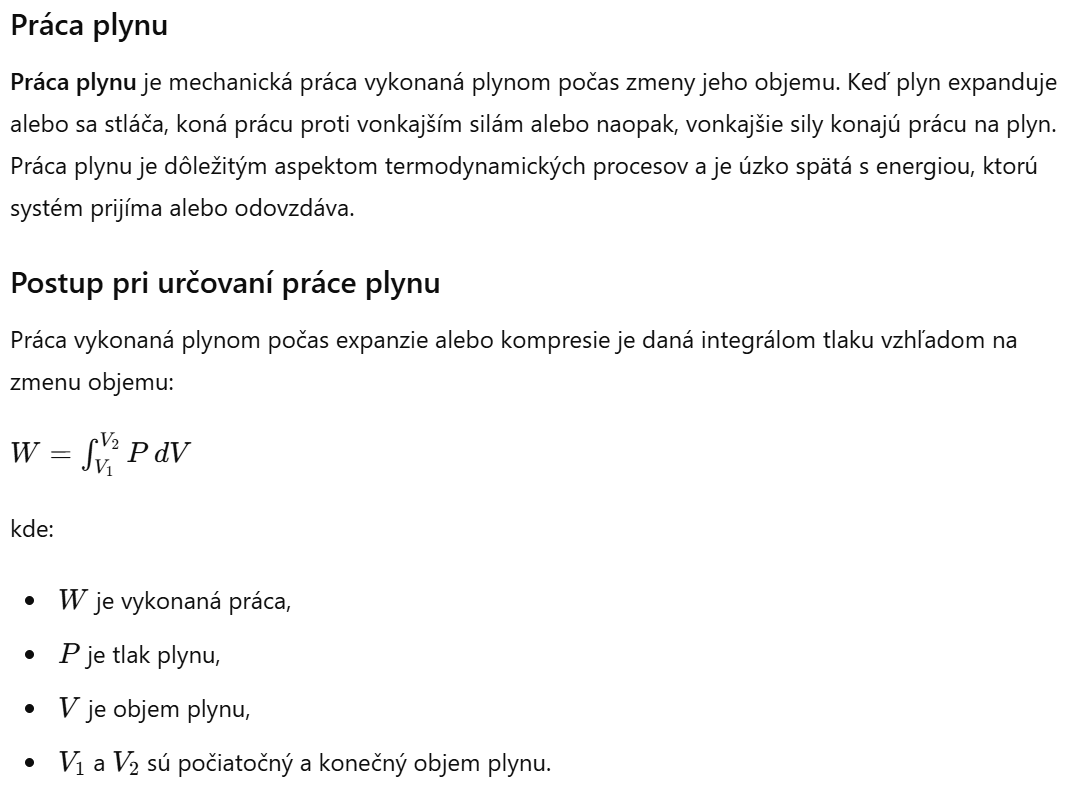 Práca plynu
Práca plynu je mechanická práca vykonaná plynom počas zmeny jeho objemu. Keď plyn expanduje
alebo sa stláča, koná prácu proti vonkajším silám alebo naopak, vonkajšie sily konajú prácu na plyn.
Práca plynu je dôležitým aspektom termodynamických procesov a je úzko spätá s energiou, ktorú
systém prijíma alebo odovzdáva.
Postup pri určovaní práce plynu
Práca vykonaná plynom počas expanzie alebo kompresie je daná integrálom tlaku vzhľadom na
zmenu objemu:
W = ∫_{V₁}^{V₂} P dV
kde:
• W je vykonaná práca,
• P je tlak plynu,
• V je objem plynu,
• V₁ a V₂ sú počiatočný a konečný objem plynu.